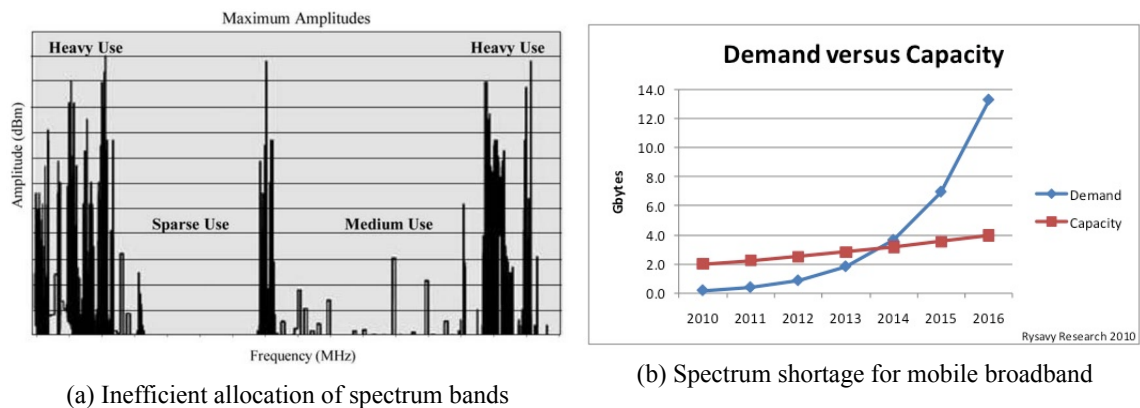 Maximum Amplitudes
Heavy Use
Heavy Use
Sparse Use
Medium Use
Amplitude (dBm)
Frequency (MHz)
(a) Inefficient allocation of spectrum bands
Demand versus Capacity
14.0
12.0
10.0
8.0
6.0
4.0
2.0
0.0
Gbytes
2010 2011 2012 2013 2014 2015 2016
Demand
Capacity
Rysavy Research 2010
(b) Spectrum shortage for mobile broadband